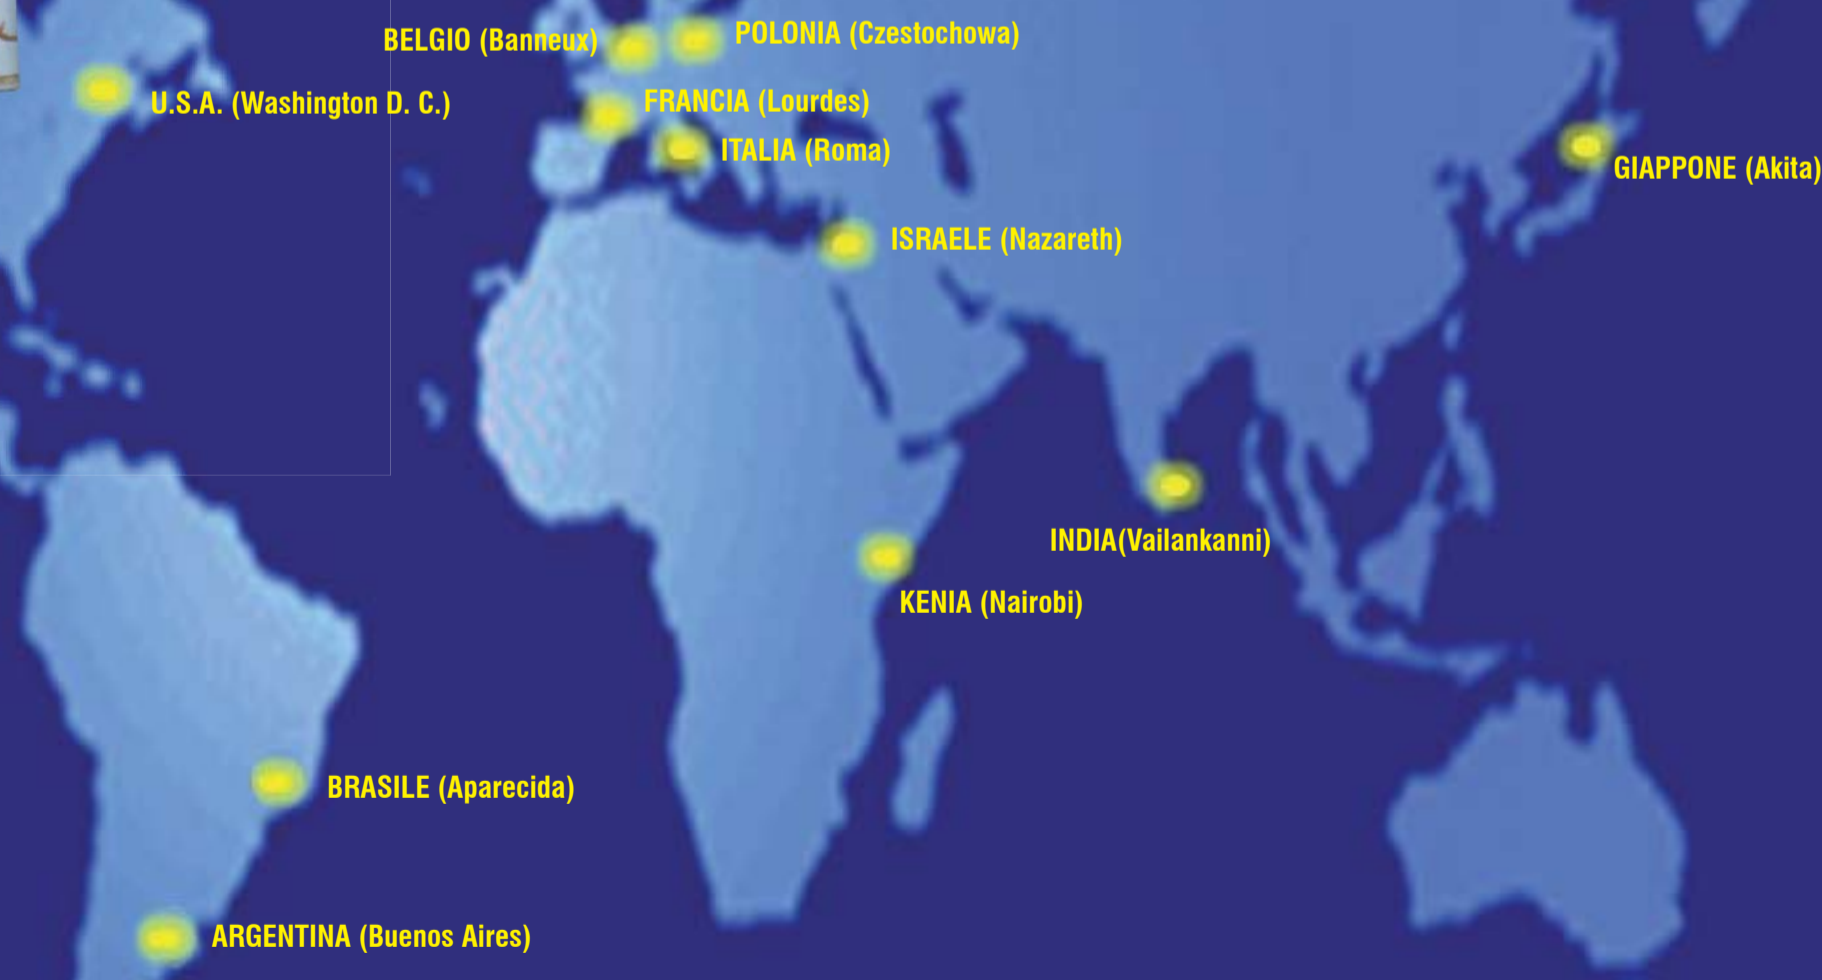 BELGIO (Banneux)
POLONIA (Czestochowa)
U.S.A. (Washington D. C.)
FRANCIA (Lourdes)
ITALIA (Roma)
GIAPPONE (Akita)
ISRAELE (Nazareth)
INDIA(Vailankanni)
KENIA (Nairobi)
BRASILE (Aparecida)
ARGENTINA (Buenos Aires)